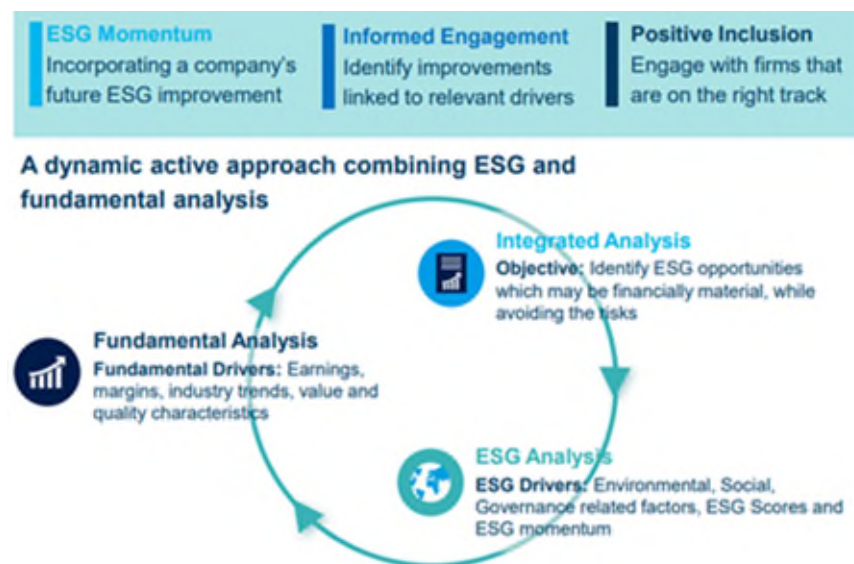 ESG Momentum
Incorporating a company's
future ESG improvement
Informed Engagement
Identify improvements
linked to relevant drivers
Positive Inclusion
Engage with firms that
are on the right track
A dynamic active approach combining ESG and
fundamental analysis
Integrated Analysis
Objective: Identify ESG opportunities
which may be financially material, while
avoiding the risks
Fundamental Analysis
Fundamental Drivers: Earnings,
margins, industry trends, value and
quality characteristics
ESG Analysis
ESG Drivers: Environmental, Social,
Governance related factors, ESG Scores and
ESG momentum